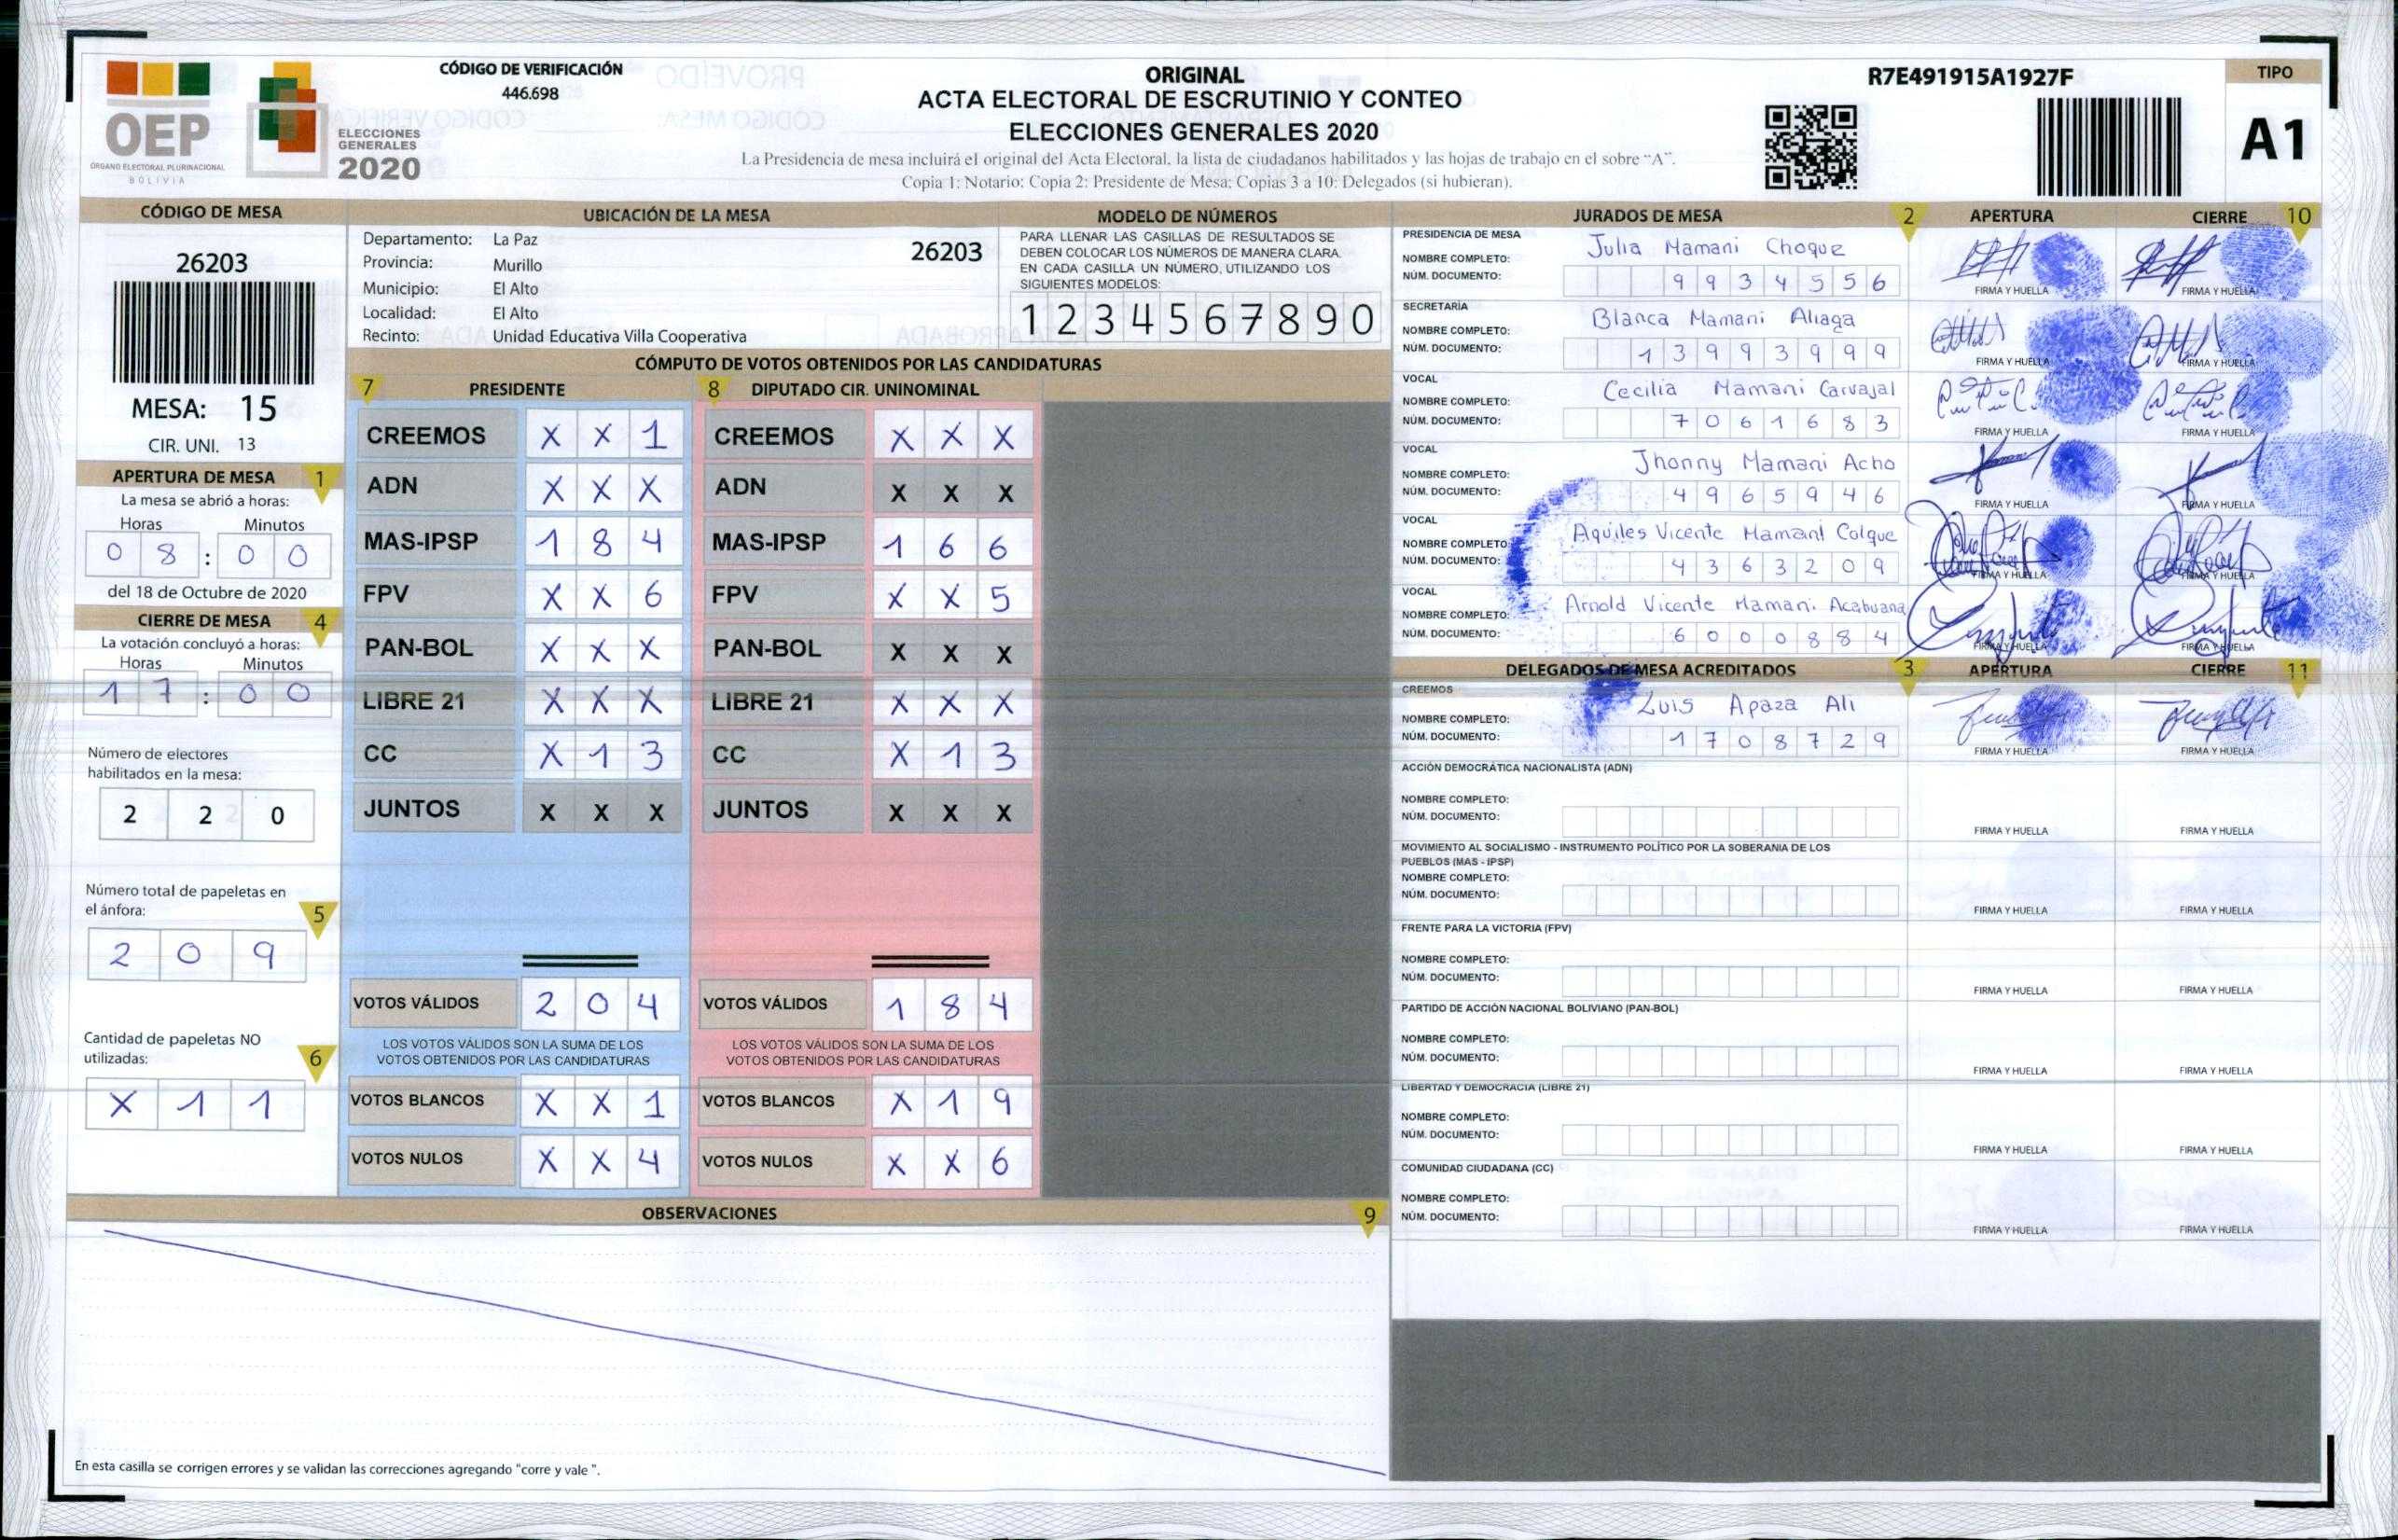 CÓDIGO DE VERIFICACIÓN
446.698
OEP
ÓRGANO ELECTORAL PLURINACIONAL
BOLIVIA
ELECCIONES
GENERALES
2020
ORIGINAL
ACTA ELECTORAL DE ESCRUTINIO Y CONTEO
ELECCIONES GENERALES 2020
La Presidencia de mesa incluirá el original del Acta Electoral, la lista de ciudadanos habilitados y las hojas de trabajo en el sobre "A".
Copia 1: Notario; Copia 2: Presidente de Mesa; Copias 3 a 10: Delegados (si hubieran).
R7E491915A1927F
TIPO
A1
CÓDIGO DE MESA
26203
MESA: 15
CIR. UNI. 13
APERTURA DE MESA 1
La mesa se abrió a horas:
Horas Minutos
0 8 : 0 0
del 18 de Octubre de 2020
CIERRE DE MESA 4
La votación concluyó a horas:
Horas Minutos
1 7 : 0 0
Número de electores
habilitados en la mesa:
2 2 0
Número total de papeletas en
el ánfora: 5
2 0 9
Cantidad de papeletas NO
utilizadas: 6
X 1 1
UBICACIÓN DE LA MESA
Departamento: La Paz 26203
Provincia: Murillo
Municipio: El Alto
Localidad: El Alto
Recinto: Unidad Educativa Villa Cooperativa
MODELO DE NÚMEROS
PARA LLENAR LAS CASILLAS DE RESULTADOS SE
DEBEN COLOCAR LOS NÚMEROS DE MANERA CLARA.
EN CADA CASILLA UN NÚMERO, UTILIZANDO LOS
SIGUIENTES MODELOS:
1 2 3 4 5 6 7 8 9 0
CÓMPUTO DE VOTOS OBTENIDOS POR LAS CANDIDATURAS
7 PRESIDENTE 8 DIPUTADO CIR. UNINOMINAL
CREEMOS X X 1 CREEMOS X X X
ADN X X X ADN X X X
MAS-IPSP 1 8 4 MAS-IPSP 1 6 6
FPV X X 6 FPV X X 5
PAN-BOL X X X PAN-BOL X X X
LIBRE 21 X X X LIBRE 21 X X X
CC X 1 3 CC X 1 3
JUNTOS X X X JUNTOS X X X
VOTOS VÁLIDOS 2 0 4 VOTOS VÁLIDOS 1 8 4
LOS VOTOS VÁLIDOS SON LA SUMA DE LOS LOS VOTOS VÁLIDOS SON LA SUMA DE LOS
VOTOS OBTENIDOS POR LAS CANDIDATURAS VOTOS OBTENIDOS POR LAS CANDIDATURAS
VOTOS BLANCOS X X 1 VOTOS BLANCOS X 1 9
VOTOS NULOS X X 4 VOTOS NULOS X X 6
OBSERVACIONES 9
En esta casilla se corrigen errores y se validan las correcciones agregando "corre y vale ".
JURADOS DE MESA 2 APERTURA CIERRE 10
PRESIDENCIA DE MESA
NOMBRE COMPLETO: Julia Mamani Choque
NÚM. DOCUMENTO: 9 9 3 4 5 5 6 FIRMA Y HUELLA FIRMA Y HUELLA
SECRETARÍA
NOMBRE COMPLETO: Blanca Mamani Aliaga
NÚM. DOCUMENTO: 1 3 9 9 3 9 9 9 FIRMA Y HUELLA FIRMA Y HUELLA
VOCAL
NOMBRE COMPLETO: Cecilia Mamani Carvajal
NÚM. DOCUMENTO: 7 0 6 1 6 8 3 FIRMA Y HUELLA FIRMA Y HUELLA
VOCAL
NOMBRE COMPLETO: Jhonny Mamani Acho
NÚM. DOCUMENTO: 4 9 6 5 9 4 6 FIRMA Y HUELLA FIRMA Y HUELLA
VOCAL
NOMBRE COMPLETO: Aquiles Vicente Mamani Colque
NÚM. DOCUMENTO: 4 3 6 3 2 0 9 FIRMA Y HUELLA FIRMA Y HUELLA
VOCAL
NOMBRE COMPLETO: Arnold Vicente Mamani Acabuana
NÚM. DOCUMENTO: 6 0 0 0 8 8 4 FIRMA Y HUELLA FIRMA Y HUELLA
DELEGADOS DE MESA ACREDITADOS 3 APERTURA CIERRE 11
CREEMOS
NOMBRE COMPLETO: Luis Apaza Ali
NÚM. DOCUMENTO: 1 7 0 8 7 2 9 FIRMA Y HUELLA FIRMA Y HUELLA
ACCIÓN DEMOCRÁTICA NACIONALISTA (ADN)
NOMBRE COMPLETO:
NÚM. DOCUMENTO: FIRMA Y HUELLA FIRMA Y HUELLA
MOVIMIENTO AL SOCIALISMO - INSTRUMENTO POLÍTICO POR LA SOBERANIA DE LOS
PUEBLOS (MAS - IPSP)
NOMBRE COMPLETO:
NÚM. DOCUMENTO: FIRMA Y HUELLA FIRMA Y HUELLA
FRENTE PARA LA VICTORIA (FPV)
NOMBRE COMPLETO:
NÚM. DOCUMENTO: FIRMA Y HUELLA FIRMA Y HUELLA
PARTIDO DE ACCIÓN NACIONAL BOLIVIANO (PAN-BOL)
NOMBRE COMPLETO:
NÚM. DOCUMENTO: FIRMA Y HUELLA FIRMA Y HUELLA
LIBERTAD Y DEMOCRACIA (LIBRE 21)
NOMBRE COMPLETO:
NÚM. DOCUMENTO: FIRMA Y HUELLA FIRMA Y HUELLA
COMUNIDAD CIUDADANA (CC)
NOMBRE COMPLETO:
NÚM. DOCUMENTO: FIRMA Y HUELLA FIRMA Y HUELLA